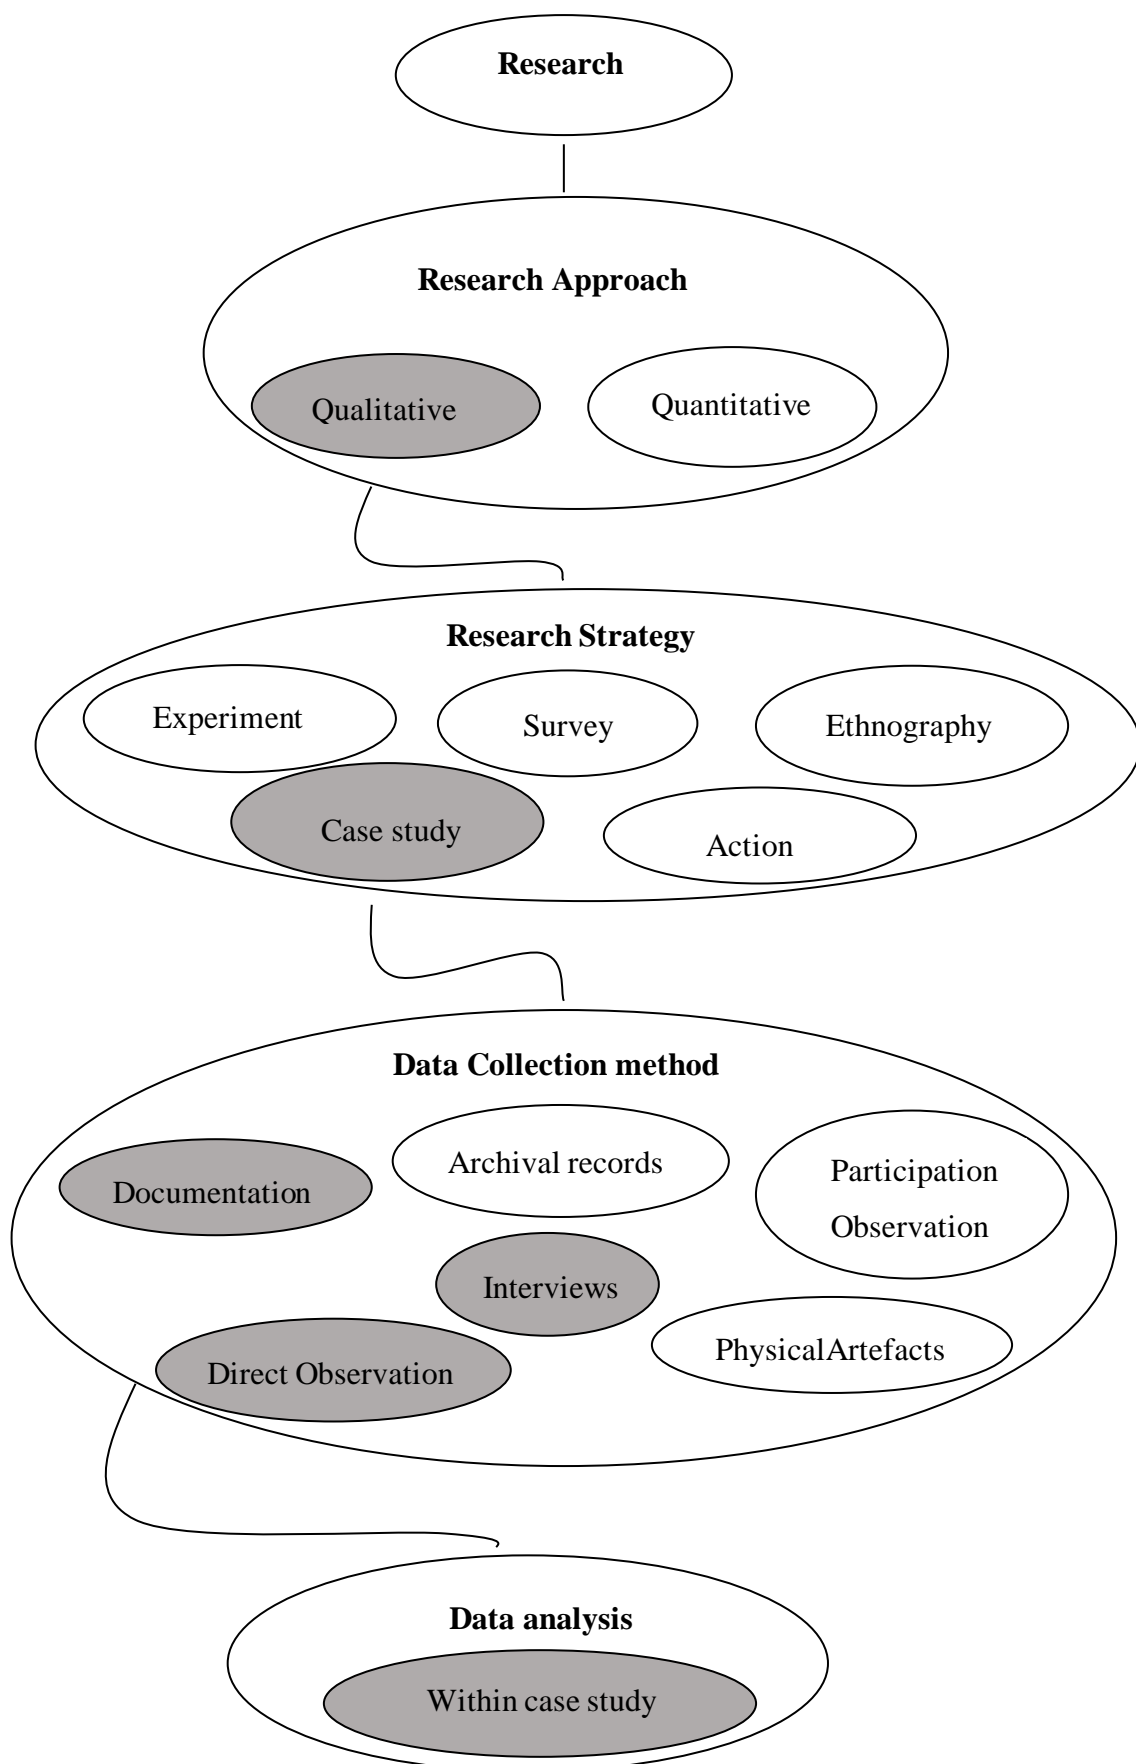 Research
Research Approach
Qualitative
Quantitative
Research Strategy
Experiment
Survey
Ethnography
Case study
Action
Data Collection method
Archival records
Participation
Observation
Documentation
Interviews
PhysicalArtefacts
Direct Observation
Data analysis
Within case study